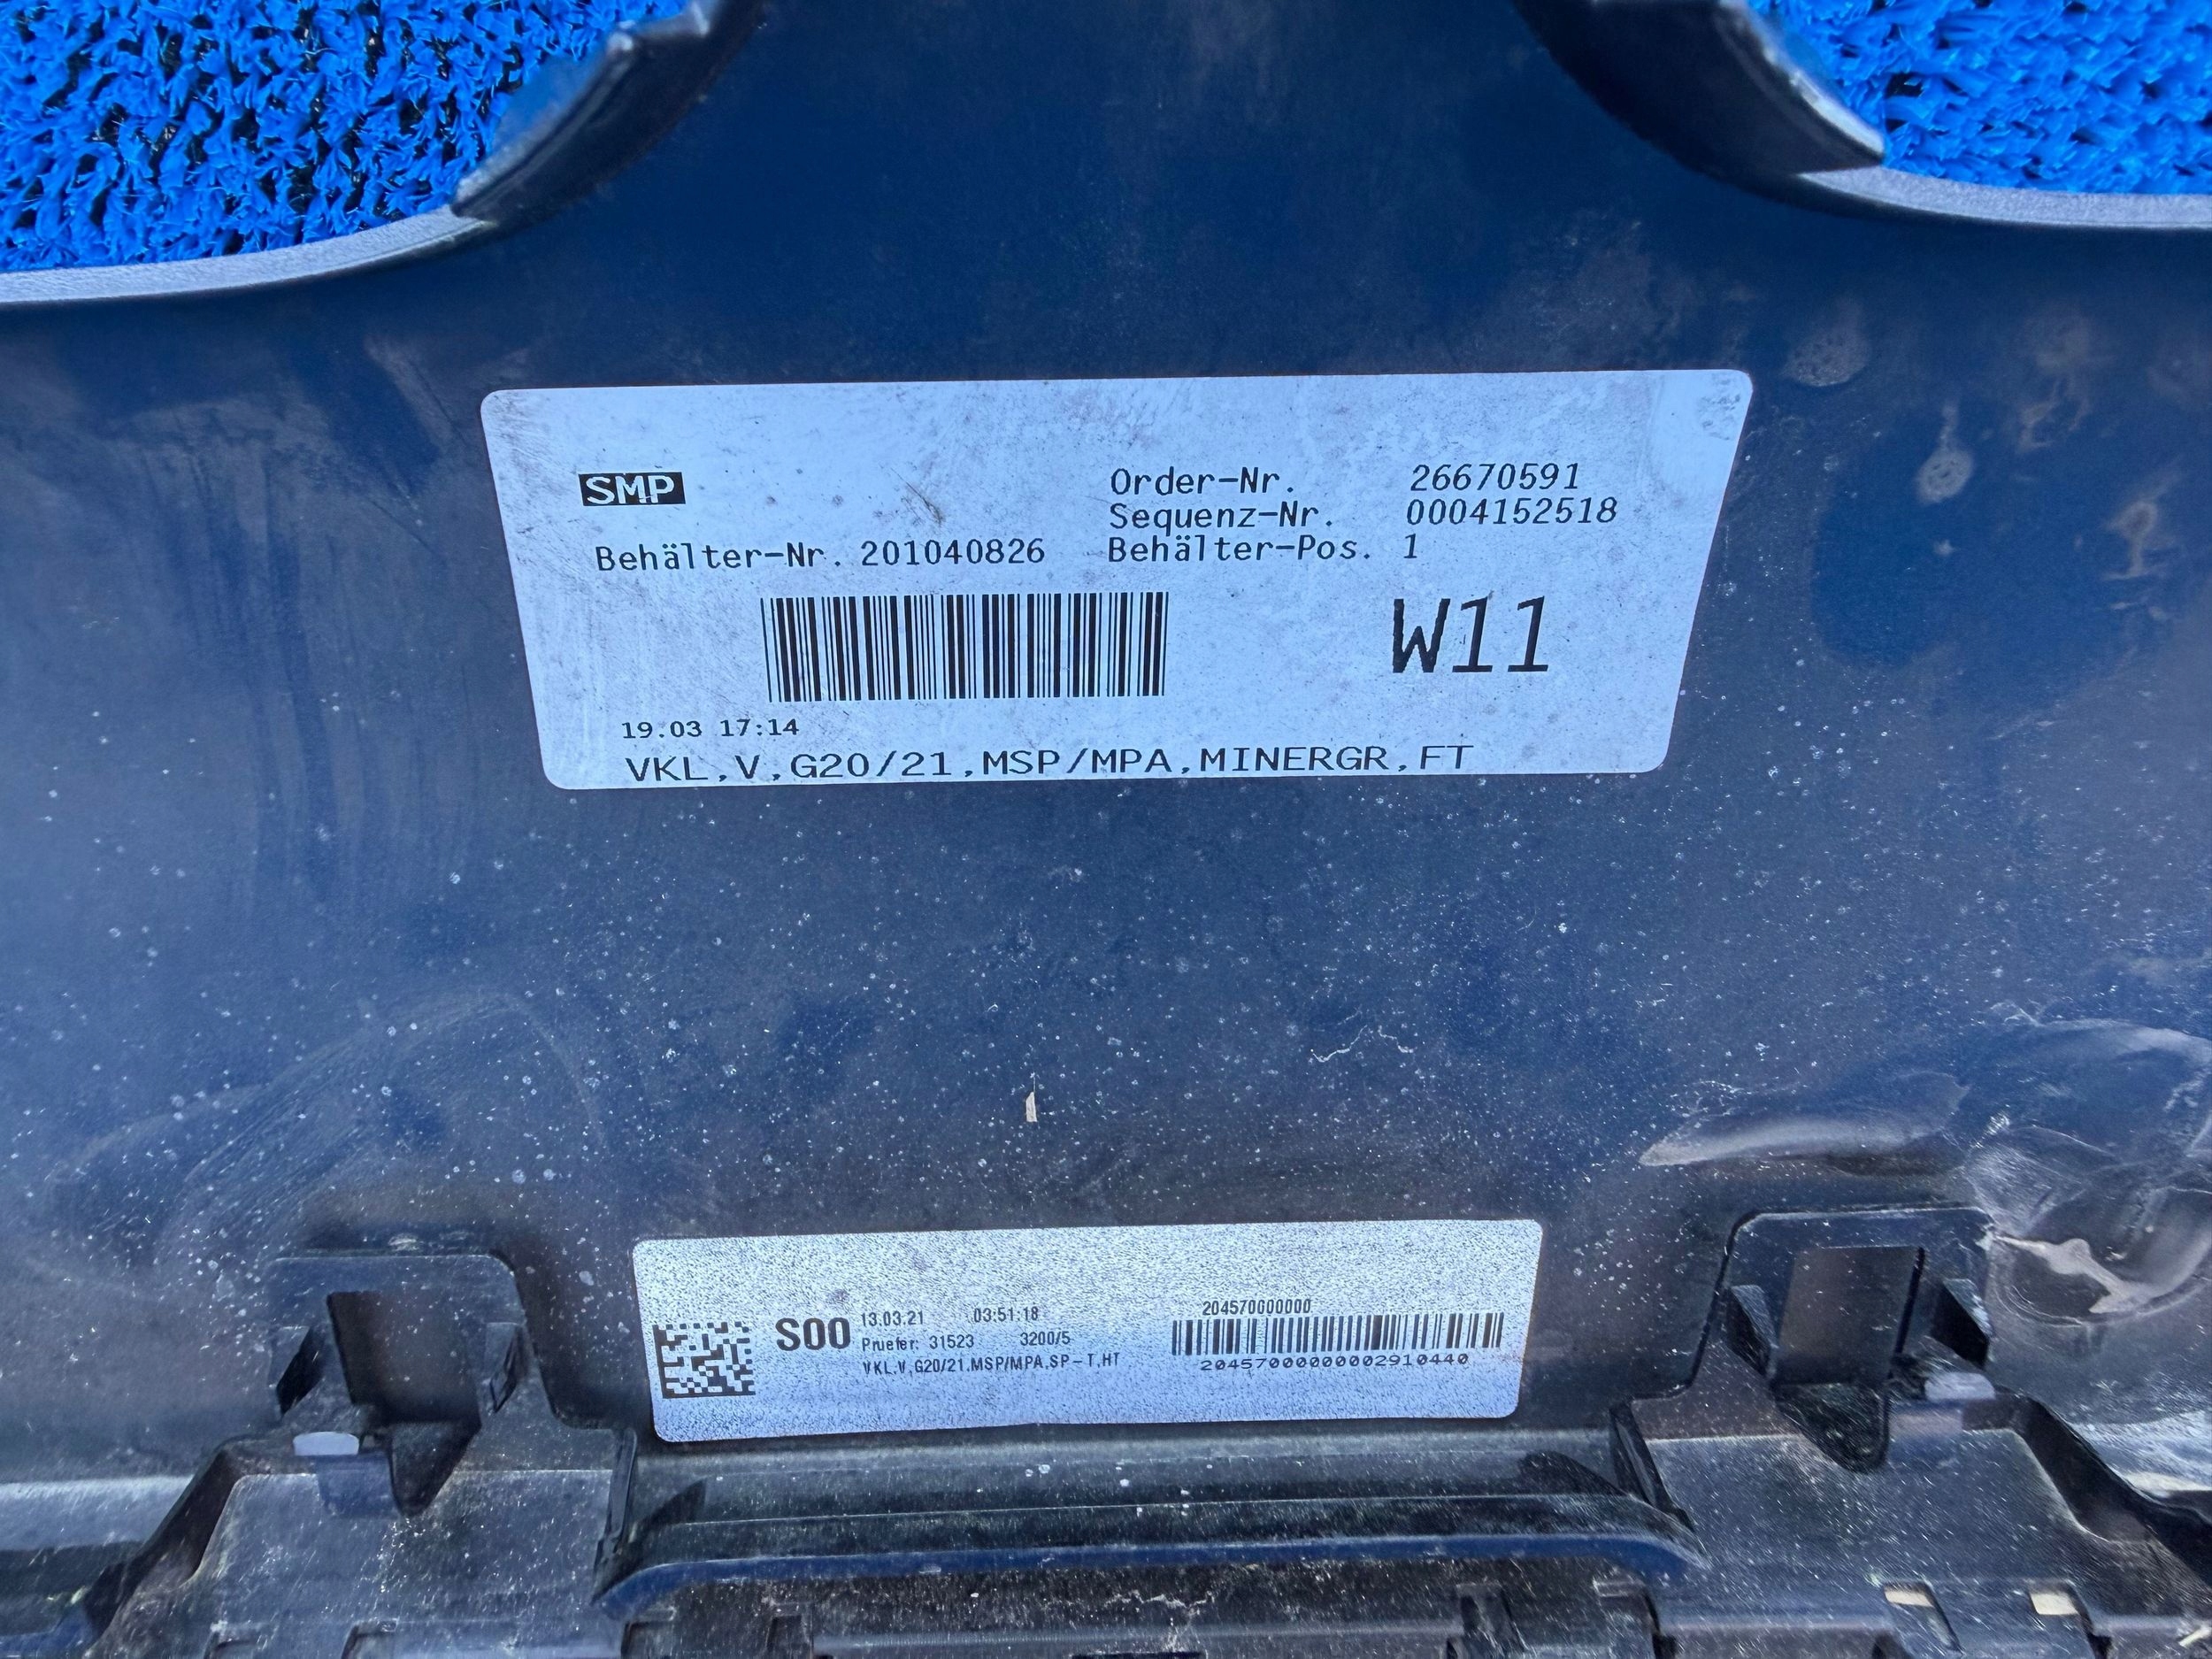 SMP
Order-Nr. 26670591
Sequenz-Nr. 0004152518
Behälter-Nr. 201040826 Behälter-Pos. 1
W11
19.03 17:14
VKL,V,G20/21,MSP/MPA,MINERGR,FT
S00
13.03.21 03:51:18
Pruefer: 31523 3200/5
VKL.V,G20/21.MSP/MPA.SP-T.HT
204570000000
20457000000002910440